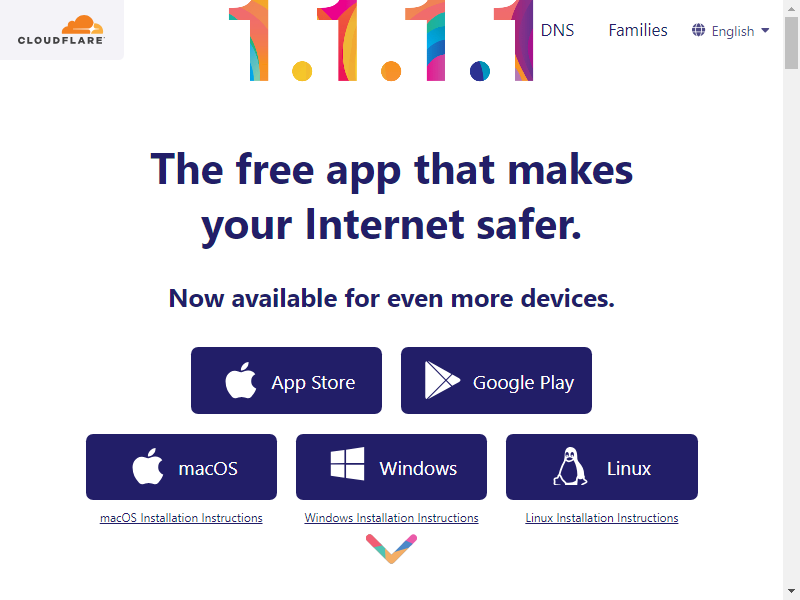 CLOUDFLARE
1.1.1.1
DNS
Families
English
The free app that makes
your Internet safer.
Now available for even more devices.
App Store
Google Play
macOS
Windows
Linux
macOS Installation Instructions
Windows Installation Instructions
Linux Installation Instructions